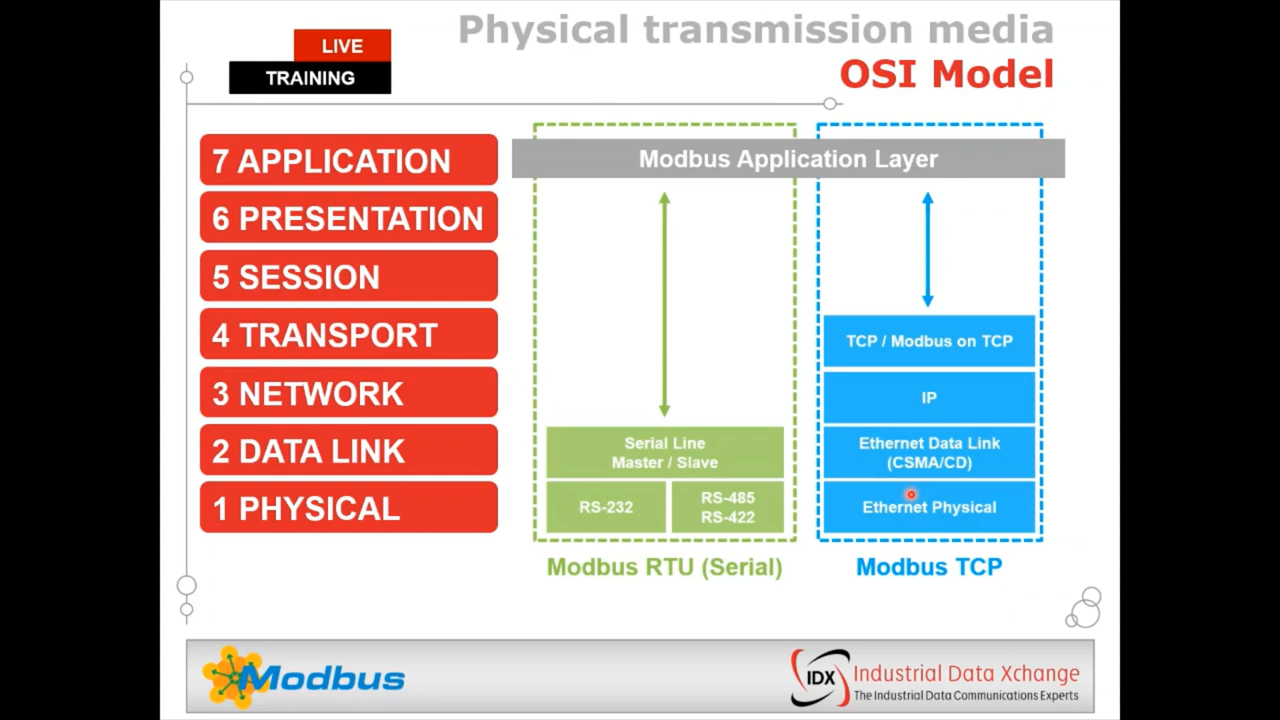 Physical transmission media
OSI Model
LIVE
TRAINING
7 APPLICATION
6 PRESENTATION
5 SESSION
4 TRANSPORT
3 NETWORK
2 DATA LINK
1 PHYSICAL
Modbus Application Layer
Serial Line
Master / Slave
RS-232
RS-485
RS-422
Modbus RTU (Serial)
TCP / Modbus on TCP
IP
Ethernet Data Link
(CSMA/CD)
Ethernet Physical
Modbus TCP
Modbus
IDX
Industrial Data Xchange
The Industrial Data Communications Experts